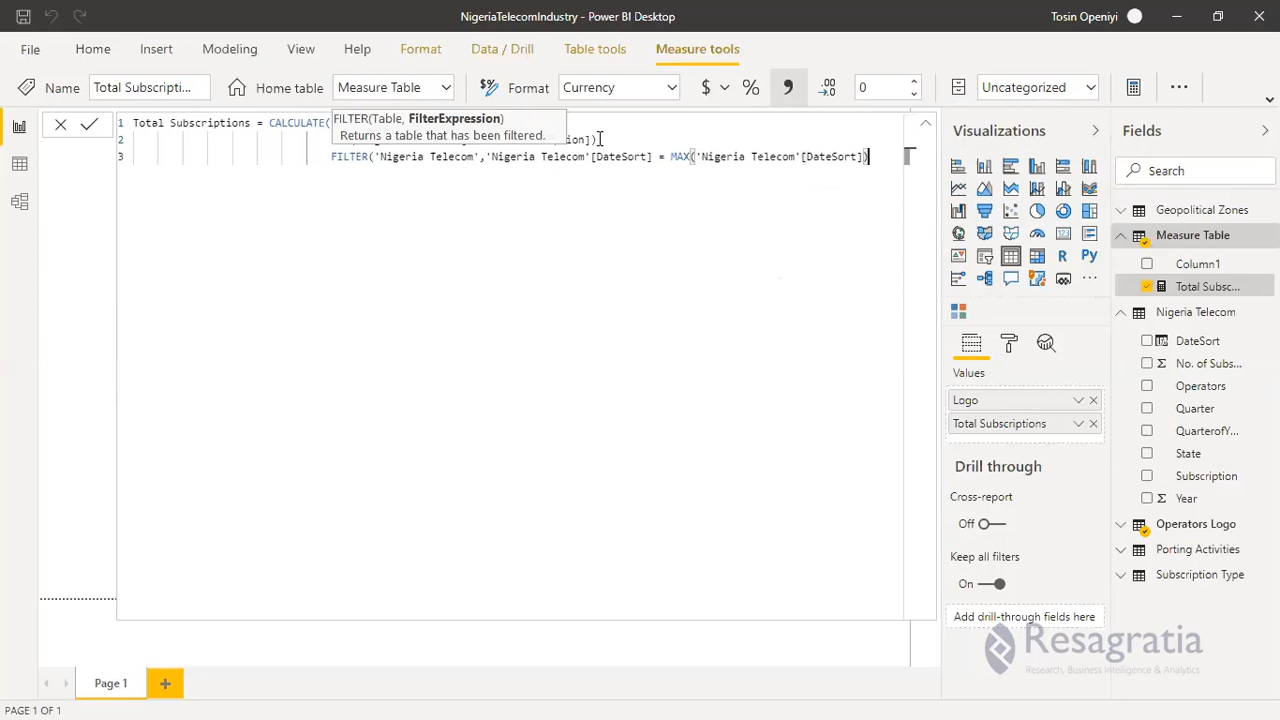 NigeriaTelecomIndustry - Power BI Desktop
Tosin Openiyi
File Home Insert Modeling View Help Format Data / Drill Table tools Measure tools
Name Total Subscripti... Home table Measure Table Format Currency $ % , .00 0 Uncategorized ...
1 Total Subscriptions = CALCULATE(
FILTER(Table, FilterExpression)
Returns a table that has been filtered.
2 ion])
3 FILTER('Nigeria Telecom','Nigeria Telecom'[DateSort] = MAX('Nigeria Telecom'[DateSort])
Visualizations
R Py
123
...
Values
Logo
Total Subscriptions
Drill through
Cross-report
Off
Keep all filters
On
Add drill-through fields here
Fields
Search
Geopolitical Zones
Measure Table
Column1
Total Subsc...
Nigeria Telecom
DateSort
Σ No. of Subs...
Operators
Quarter
QuarterofY...
State
Subscription
Σ Year
Operators Logo
Porting Activities
Subscription Type
Resagratia
Research, Business Intelligence & Analytics
Page 1 +
PAGE 1 OF 1